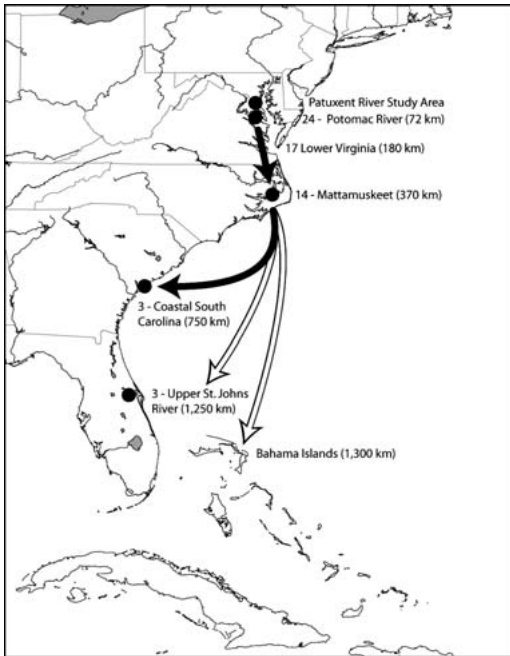 Patuxent River Study Area
24 - Potomac River (72 km)
17 Lower Virginia (180 km)
14 - Mattamuskeet (370 km)
3 - Coastal South
Carolina (750 km)
3 - Upper St. Johns
River (1,250 km)
Bahama Islands (1,300 km)